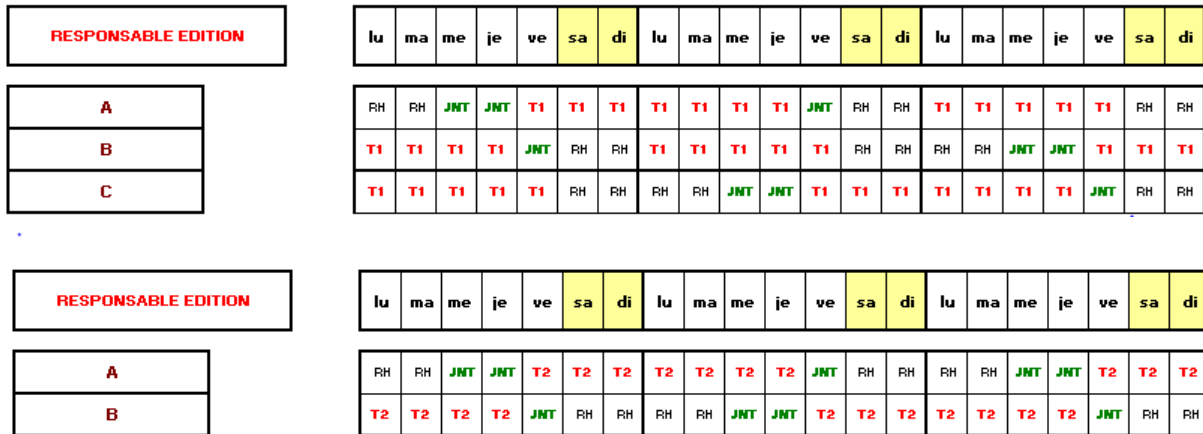 RESPONSABLE EDITION lu ma me je ve sa di lu ma me je ve sa di lu ma me je ve sa di
A RH RH JNT JNT T1 T1 T1 T1 T1 T1 T1 JNT RH RH T1 T1 T1 T1 T1 RH RH
B T1 T1 T1 T1 JNT RH RH T1 T1 T1 T1 T1 RH RH RH RH JNT JNT T1 T1 T1
C T1 T1 T1 T1 T1 RH RH RH RH JNT JNT T1 T1 T1 T1 T1 T1 T1 JNT RH RH
RESPONSABLE EDITION lu ma me je ve sa di lu ma me je ve sa di lu ma me je ve sa di
A RH RH JNT JNT T2 T2 T2 T2 T2 T2 T2 JNT RH RH RH RH JNT JNT T2 T2 T2
B T2 T2 T2 T2 JNT RH RH RH RH JNT JNT T2 T2 T2 T2 T2 T2 T2 JNT RH RH